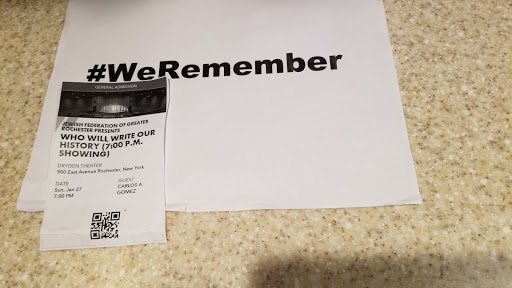 #WeRemember
GENERAL ADMISSION
JEWISH FEDERATION OF GREATER
ROCHESTER PRESENTS
WHO WILL WRITE OUR
HISTORY (7:00 P.M.
SHOWING)
DRYDEN THEATER
900 East Avenue Rochester, New York
DATE
Sun, Jan 27
7:00 PM
GUEST
CARLOS A
GOMEZ